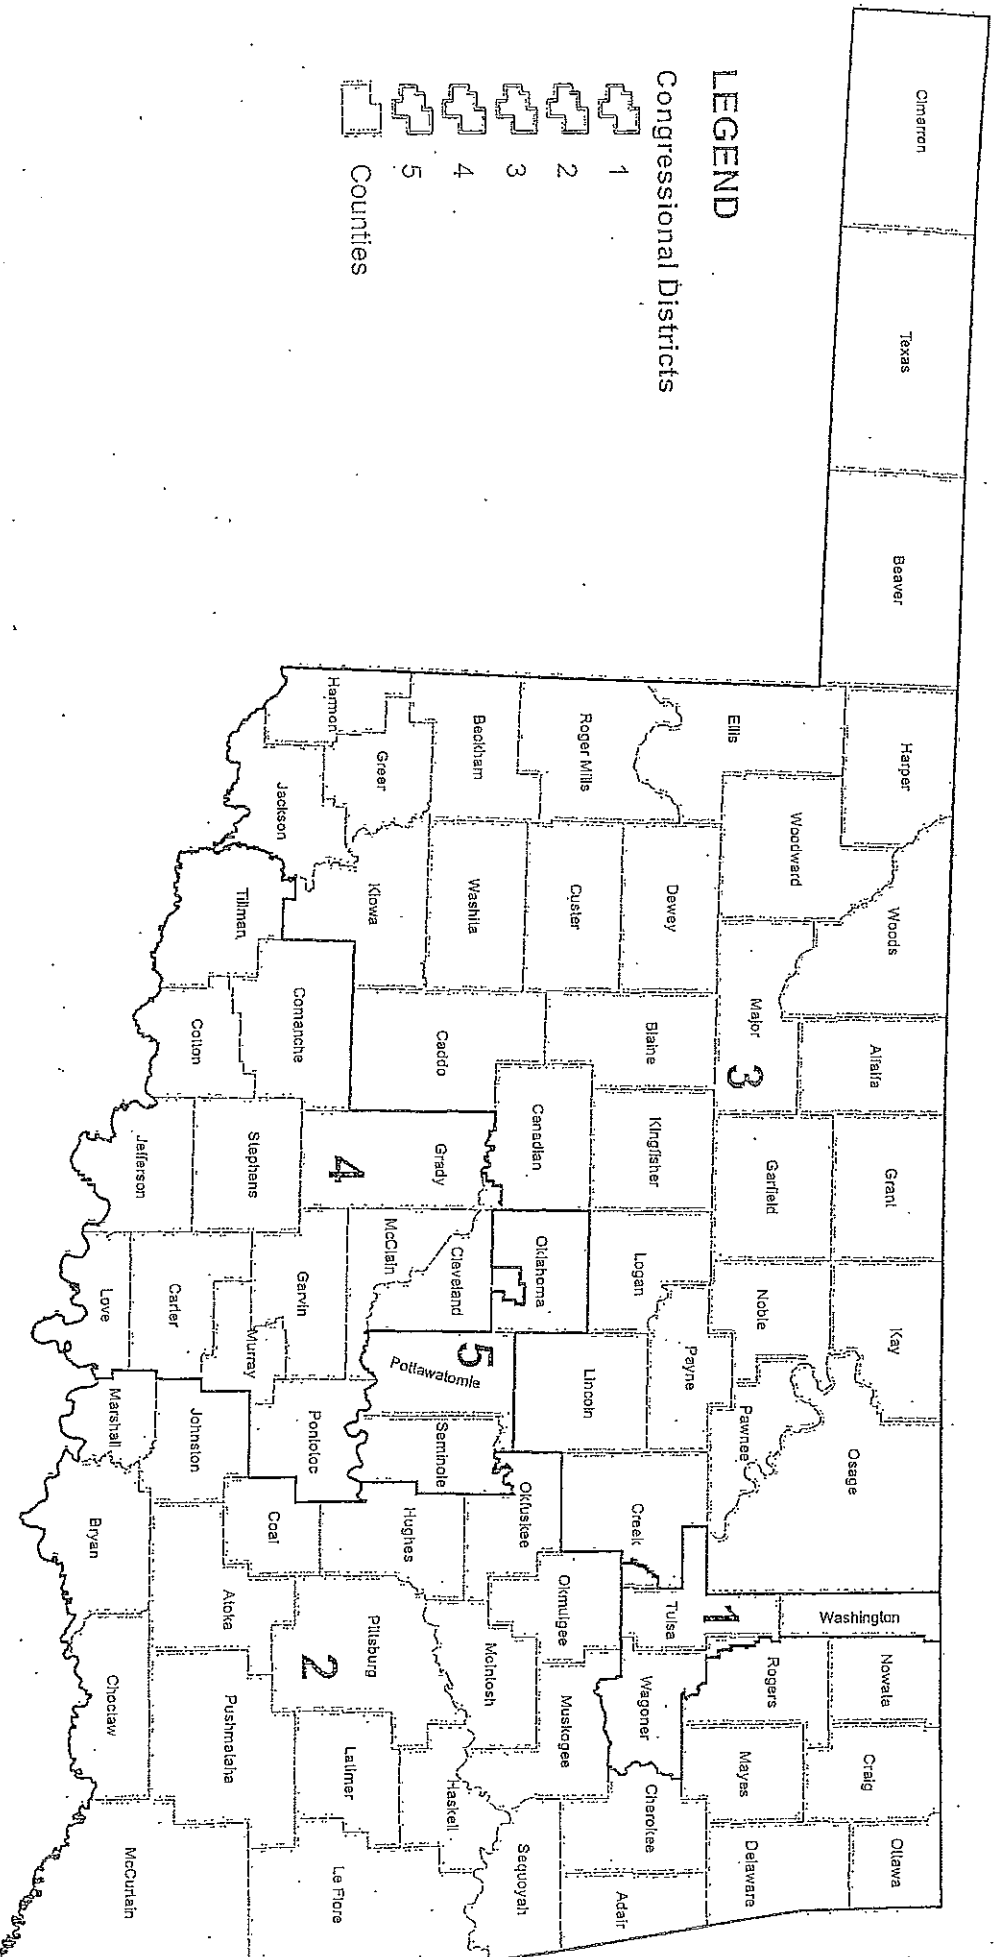 LEGEND
Congressional Districts
1
2
3
4
5
Counties
Cimarron
Texas
Beaver
Harper
Woods
Alfalfa
Grant
Kay
Osage
Washington
Nowata
Craig
Ottawa
Ellis
Woodward
Major
3
Garfield
Noble
Pawnee
1
Rogers
Mayes
Delaware
Roger Mills
Dewey
Blaine
Kingfisher
Logan
Payne
Creek
Tulsa
Wagoner
Cherokee
Adair
Beckham
Custer
Canadian
Oklahoma
Lincoln
Okfuskee
Okmulgee
Muskogee
Sequoyah
Washita
Caddo
Grady
Cleveland
5
Pottawatomie
Seminole
McIntosh
Haskell
Harmon
Greer
Kiowa
McClain
Hughes
Pittsburg
2
Latimer
Le Flore
Jackson
Tillman
Comanche
4
Garvin
Pontotoc
Coal
Cotton
Stephens
Murray
Johnston
Atoka
Pushmataha
McCurtain
Jefferson
Carter
Love
Marshall
Bryan
Choctaw